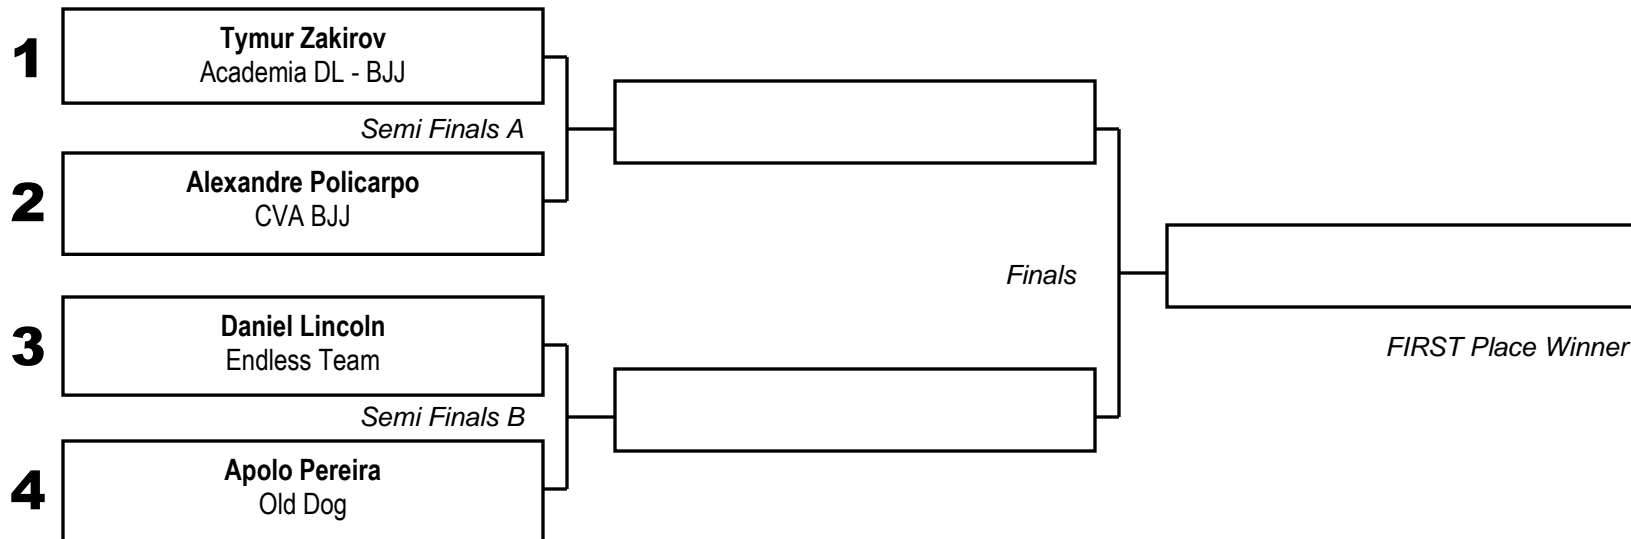 1
Tymur Zakirov
Academia DL - BJJ
Semi Finals A
2
Alexandre Policarpo
CVA BJJ
Finals
3
Daniel Lincoln
Endless Team
FIRST Place Winner
Semi Finals B
4
Apolo Pereira
Old Dog